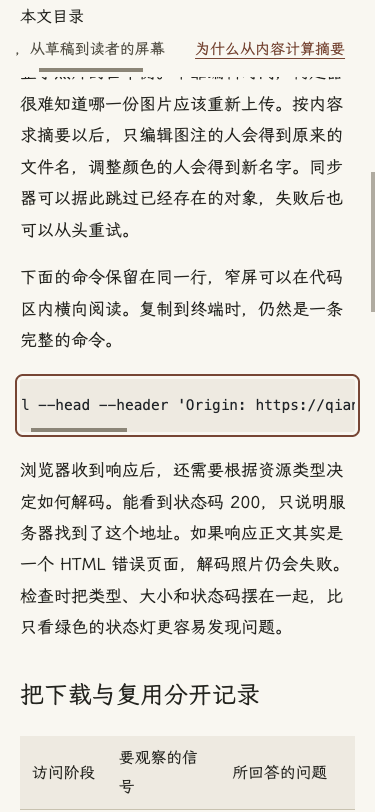 本文目录
，从草稿到读者的屏幕 为什么从内容计算摘要
很难知道哪一份图片应该重新上传。按内容
求摘要以后，只编辑图注的人会得到原来的
文件名，调整颜色的人会得到新名字。同步
器可以据此跳过已经存在的对象，失败后也
可以从头重试。
下面的命令保留在同一行，窄屏可以在代码
区内横向阅读。复制到终端时，仍然是一条
完整的命令。
l --head --header 'Origin: https://qian
浏览器收到响应后，还需要根据资源类型决
定如何解码。能看到状态码 200，只说明服
务器找到了这个地址。如果响应正文其实是
一个 HTML 错误页面，解码照片仍会失败。
检查时把类型、大小和状态码摆在一起，比
只看绿色的状态灯更容易发现问题。
把下载与复用分开记录
访问阶段 要观察的信号 所回答的问题